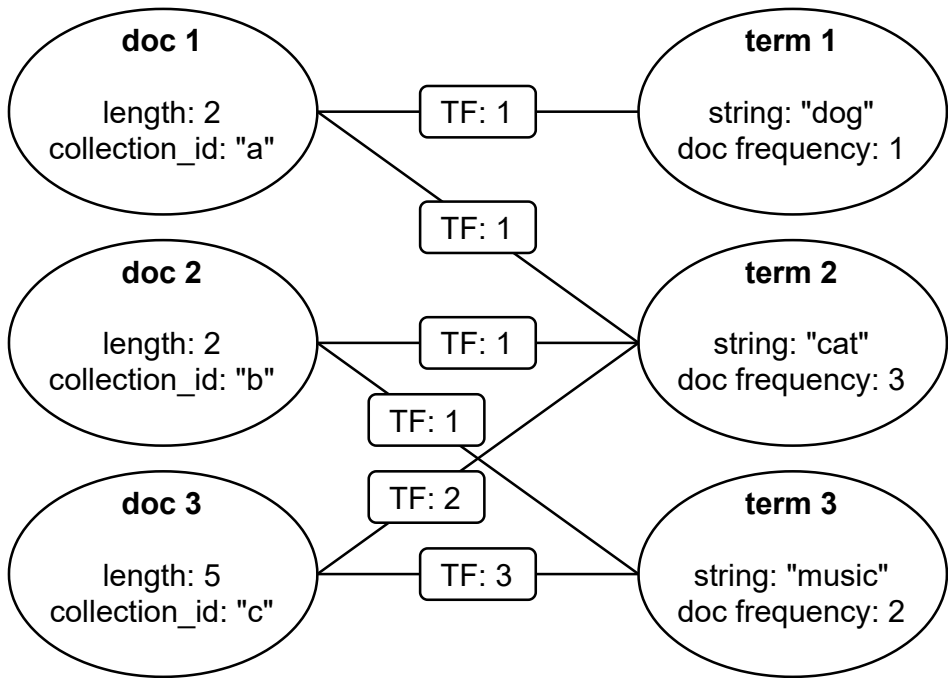 doc 1
length: 2
collection_id: "a"
TF: 1
term 1
string: "dog"
doc frequency: 1
TF: 1
doc 2
length: 2
collection_id: "b"
TF: 1
term 2
string: "cat"
doc frequency: 3
TF: 1
TF: 2
doc 3
length: 5
collection_id: "c"
TF: 3
term 3
string: "music"
doc frequency: 2